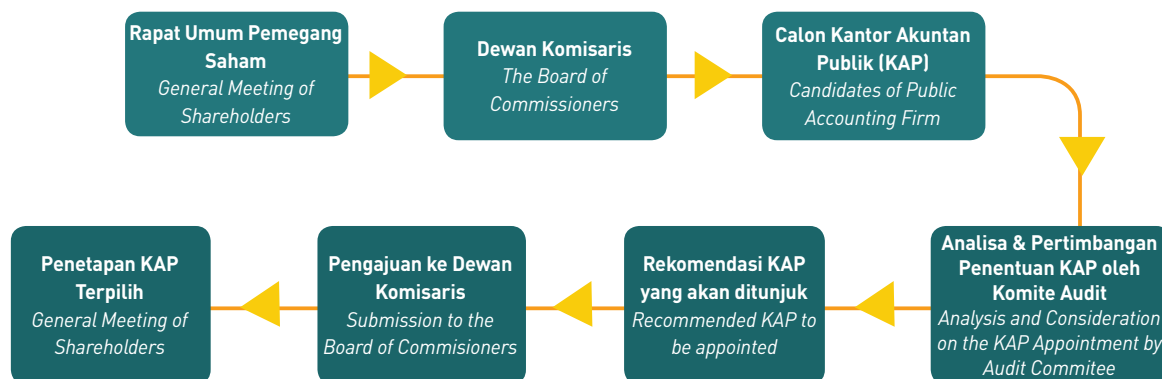 Rapat Umum Pemegang
Saham
General Meeting of
Shareholders
Dewan Komisaris
The Board of
Commissioners
Calon Kantor Akuntan
Publik (KAP)
Candidates of Public
Accounting Firm
Analisa & Pertimbangan
Penentuan KAP oleh
Komite Audit
Analysis and Consideration
on the KAP Appointment by
Audit Commitee
Rekomendasi KAP
yang akan ditunjuk
Recommended KAP to
be appointed
Pengajuan ke Dewan
Komisaris
Submission to the
Board of Commisioners
Penetapan KAP
Terpilih
General Meeting of
Shareholders